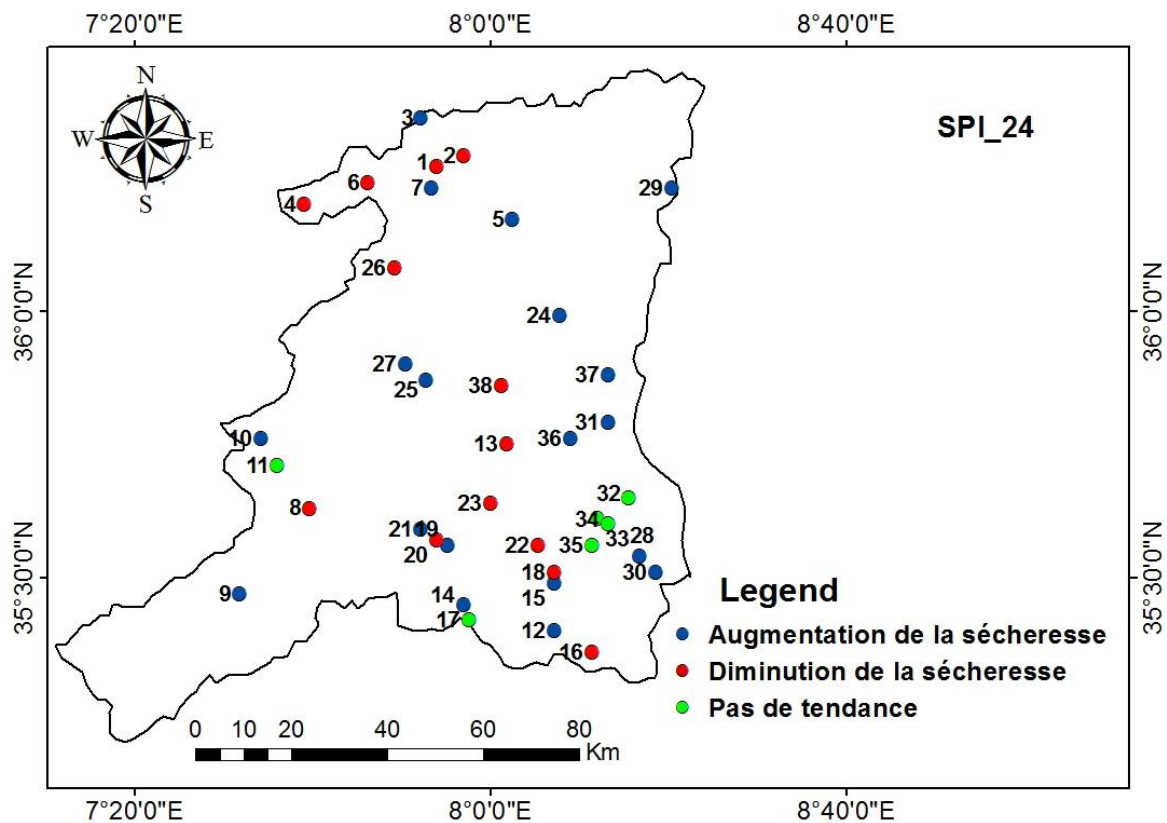 7°20'0"E 8°0'0"E 8°40'0"E
N
W E
S
SPI_24
3
2
1
6
7
29
4
5
26
36°0'0"N
24
36°0'0"N
27
37
25
38
31
10
36
13
11
32
8
23
34
21 19
33
28
20
22
35
18
30
35°30'0"N
15
35°30'0"N
9
14
17
12
16
Legend
Augmentation de la sécheresse
Diminution de la sécheresse
Pas de tendance
0 10 20 40 60 80
Km
7°20'0"E 8°0'0"E 8°40'0"E